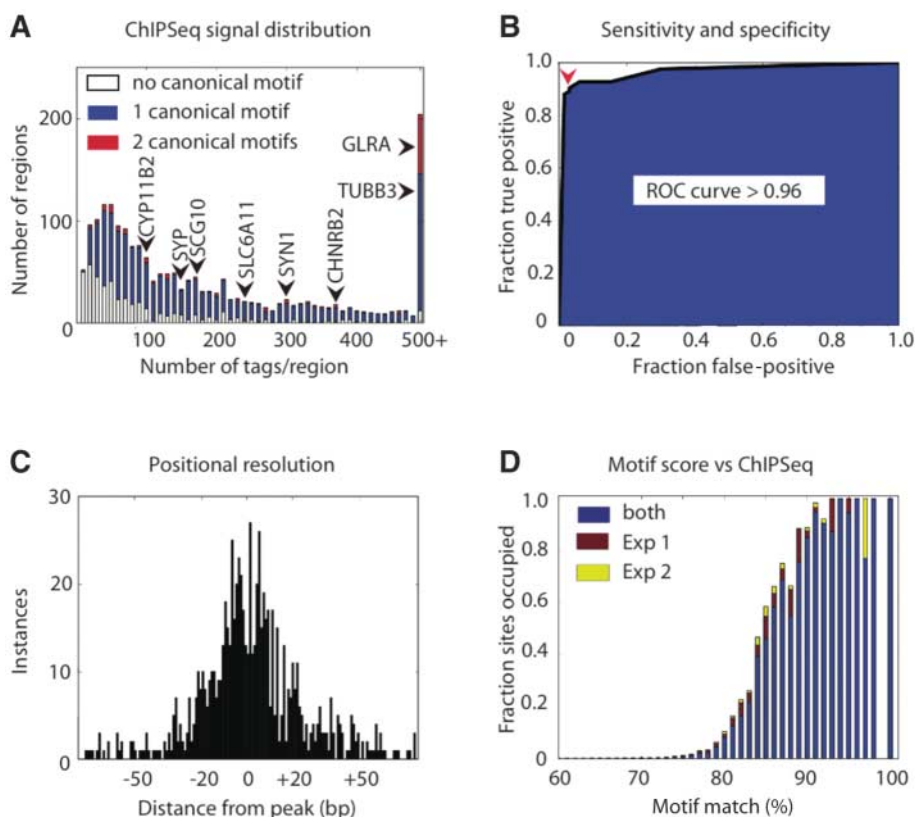 A
ChIPSeq signal distribution
no canonical motif
1 canonical motif
2 canonical motifs
Number of regions
200
100
0
CYP11B2
SYP
SCG10
SLC6A11
SYN1
CHNRB2
GLRA
TUBB3
100
200
300
400
500+
Number of tags/region
B
Sensitivity and specificity
Fraction true positive
1.0
0.8
0.6
0.4
0.2
0
ROC curve > 0.96
0
0.2
0.4
0.6
0.8
1.0
Fraction false-positive
C
Positional resolution
Instances
30
20
10
0
-50
-20
0
+20
+50
Distance from peak (bp)
D
Motif score vs ChIPSeq
Fraction sites occupied
1.0
0.8
0.6
0.4
0.2
0
both
Exp 1
Exp 2
60
70
80
90
100
Motif match (%)